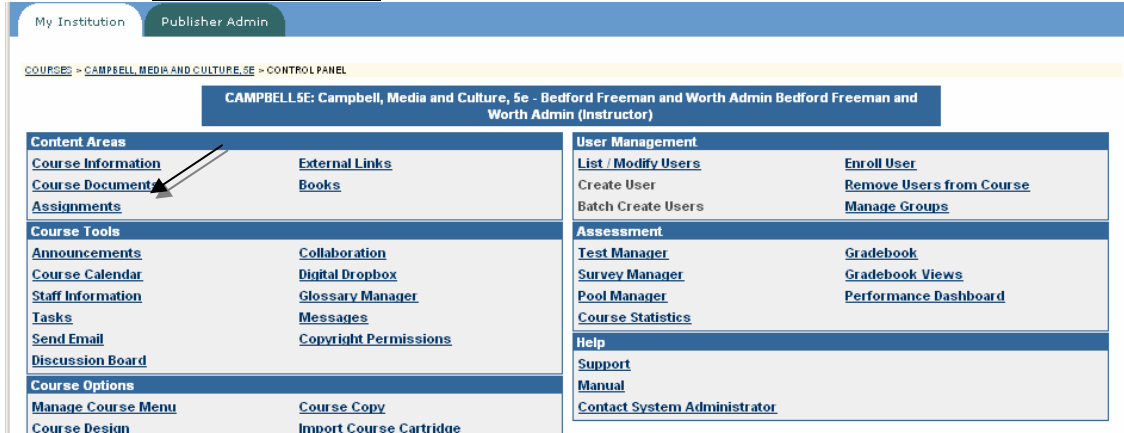 My Institution
Publisher Admin
COURSES > CAMPBELL, MEDIA AND CULTURE, 5E > CONTROL PANEL
CAMPBELL5E: Campbell, Media and Culture, 5e - Bedford Freeman and Worth Admin Bedford Freeman and
Worth Admin (Instructor)
Content Areas
Course Information
External Links
Course Documents
Books
Assignments
Course Tools
Announcements
Collaboration
Course Calendar
Digital Dropbox
Staff Information
Glossary Manager
Tasks
Messages
Send Email
Copyright Permissions
Discussion Board
Course Options
Manage Course Menu
Course Copy
Course Design
Import Course Cartridge
User Management
List / Modify Users
Enroll User
Create User
Remove Users from Course
Batch Create Users
Manage Groups
Assessment
Test Manager
Gradebook
Survey Manager
Gradebook Views
Pool Manager
Performance Dashboard
Course Statistics
Help
Support
Manual
Contact System Administrator